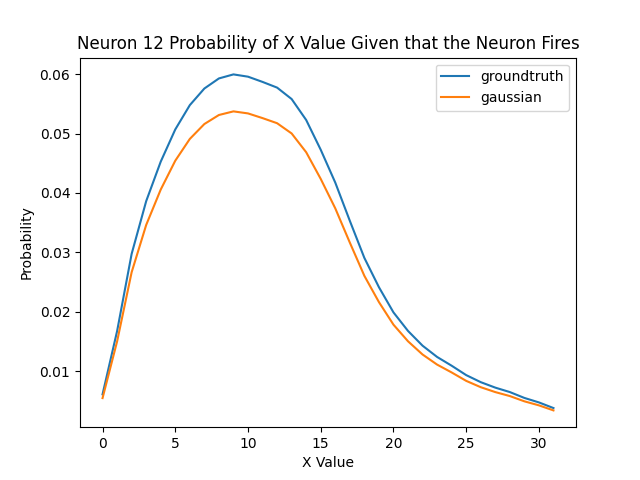 Neuron 12 Probability of X Value Given that the Neuron Fires
groundtruth
gaussian
0.06
0.05
0.04
0.03
0.02
0.01
Probability
0 5 10 15 20 25 30
X Value